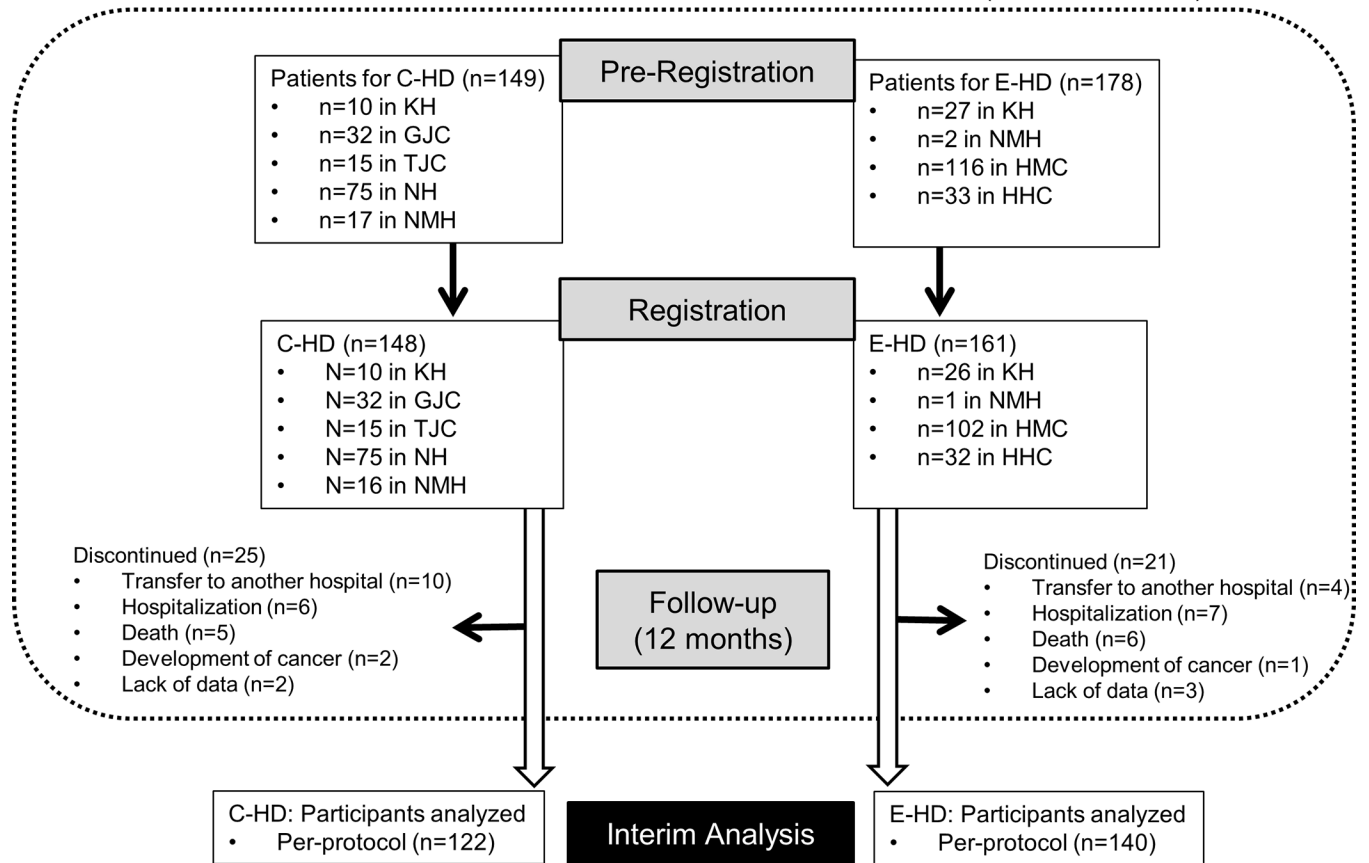 Pre-Registration
Patients for C-HD (n=149)
• n=10 in KH
• n=32 in GJC
• n=15 in TJC
• n=75 in NH
• n=17 in NMH
Patients for E-HD (n=178)
• n=27 in KH
• n=2 in NMH
• n=116 in HMC
• n=33 in HHC
Registration
C-HD (n=148)
• N=10 in KH
• N=32 in GJC
• N=15 in TJC
• N=75 in NH
• N=16 in NMH
E-HD (n=161)
• n=26 in KH
• n=1 in NMH
• n=102 in HMC
• n=32 in HHC
Discontinued (n=25)
• Transfer to another hospital (n=10)
• Hospitalization (n=6)
• Death (n=5)
• Development of cancer (n=2)
• Lack of data (n=2)
Follow-up
(12 months)
Discontinued (n=21)
• Transfer to another hospital (n=4)
• Hospitalization (n=7)
• Death (n=6)
• Development of cancer (n=1)
• Lack of data (n=3)
C-HD: Participants analyzed
• Per-protocol (n=122)
Interim Analysis
E-HD: Participants analyzed
• Per-protocol (n=140)